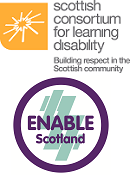 scottish
consortium
for learning
disability
Building respect in the
Scottish community
ENABLE
Scotland